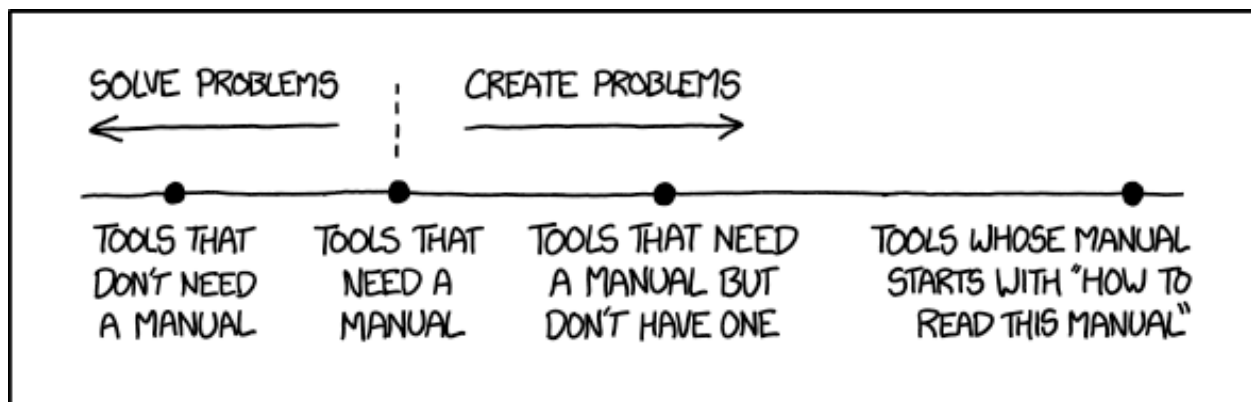 SOLVE PROBLEMS
CREATE PROBLEMS
TOOLS THAT
DON'T NEED
A MANUAL
TOOLS THAT
NEED A
MANUAL
TOOLS THAT NEED
A MANUAL BUT
DON'T HAVE ONE
TOOLS WHOSE MANUAL
STARTS WITH "HOW TO
READ THIS MANUAL"